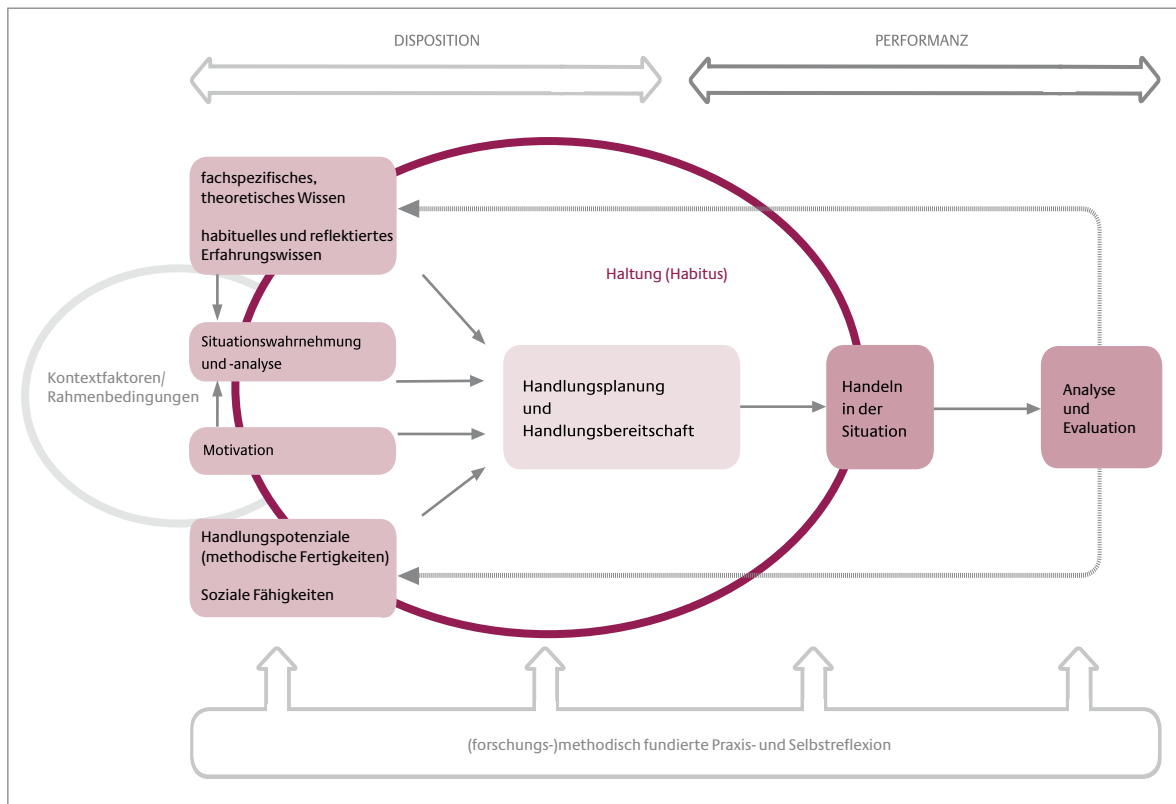 DISPOSITION
PERFORMANZ
fachspezifisches,
theoretisches Wissen
habituelles und reflektiertes
Erfahrungswissen
Haltung (Habitus)
Situationswahrnehmung
und -analyse
Kontextfaktoren/
Rahmenbedingungen
Motivation
Handlungspotenziale
(methodische Fertigkeiten)
Soziale Fähigkeiten
Handlungsplanung
und
Handlungsbereitschaft
Handeln
in der
Situation
Analyse
und
Evaluation
(forschungs-)methodisch fundierte Praxis- und Selbstreflexion